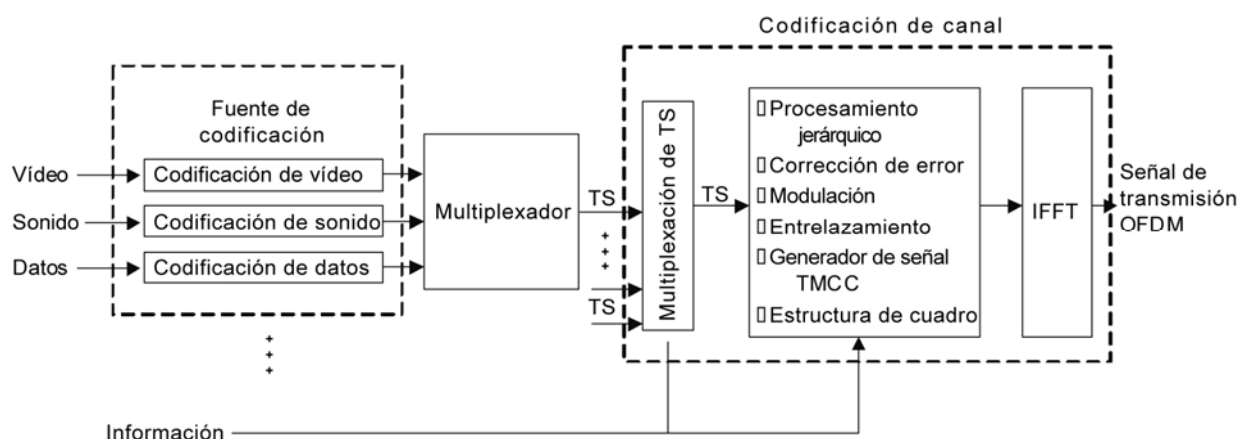 Codificación de canal
Fuente de
codificación
Vídeo
Codificación de vídeo
Sonido
Codificación de sonido
Datos
Codificación de datos
Multiplexador
TS
TS
Multiplexación de TS
TS
Procesamiento
jerárquico
Corrección de error
Modulación
Entrelazamiento
Generador de señal
TMCC
Estructura de cuadro
IFFT
Señal de
transmisión
OFDM
Información